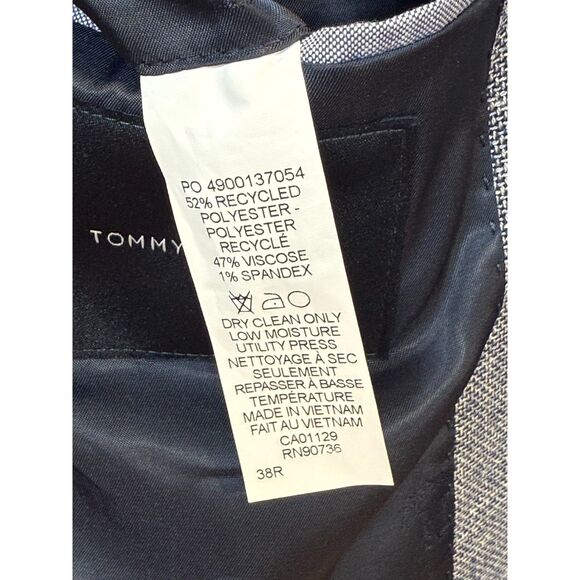 TOMMY
PO 4900137054
52% RECYCLED
POLYESTER -
POLYESTER
RECYCLÉ
47% VISCOSE
1% SPANDEX
DRY CLEAN ONLY
LOW MOISTURE
UTILITY PRESS
NETTOYAGE À SEC
SEULEMENT
REPASSER À BASSE
TEMPÉRATURE
MADE IN VIETNAM
FAIT AU VIETNAM
CA01129
RN90736
38R